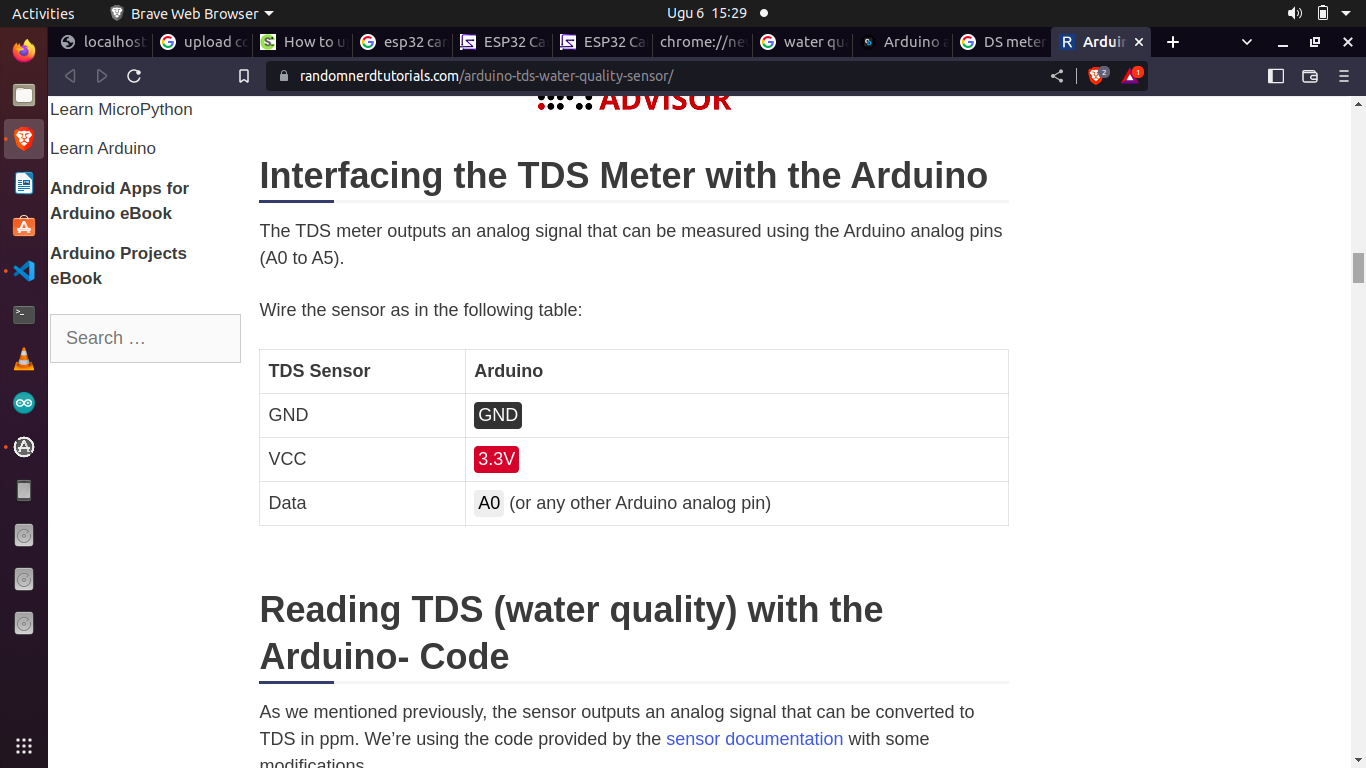 Activities
Brave Web Browser
Ugu 6 15:29
localhost
upload co
How to u
esp32 car
ESP32 Ca
ESP32 Ca
chrome://ne
water qu
Arduino a
DS meter
Arduin
randomnerdtutorials.com/arduino-tds-water-quality-sensor/
2
1
Learn MicroPython
Learn Arduino
Android Apps for
Arduino eBook
Arduino Projects
eBook
Search …
ADVISOR
Interfacing the TDS Meter with the Arduino
The TDS meter outputs an analog signal that can be measured using the Arduino analog pins
(A0 to A5).
Wire the sensor as in the following table:
TDS Sensor Arduino
GND GND
VCC 3.3V
Data A0 (or any other Arduino analog pin)
Reading TDS (water quality) with the
Arduino- Code
As we mentioned previously, the sensor outputs an analog signal that can be converted to
TDS in ppm. We’re using the code provided by the sensor documentation with some
modifications